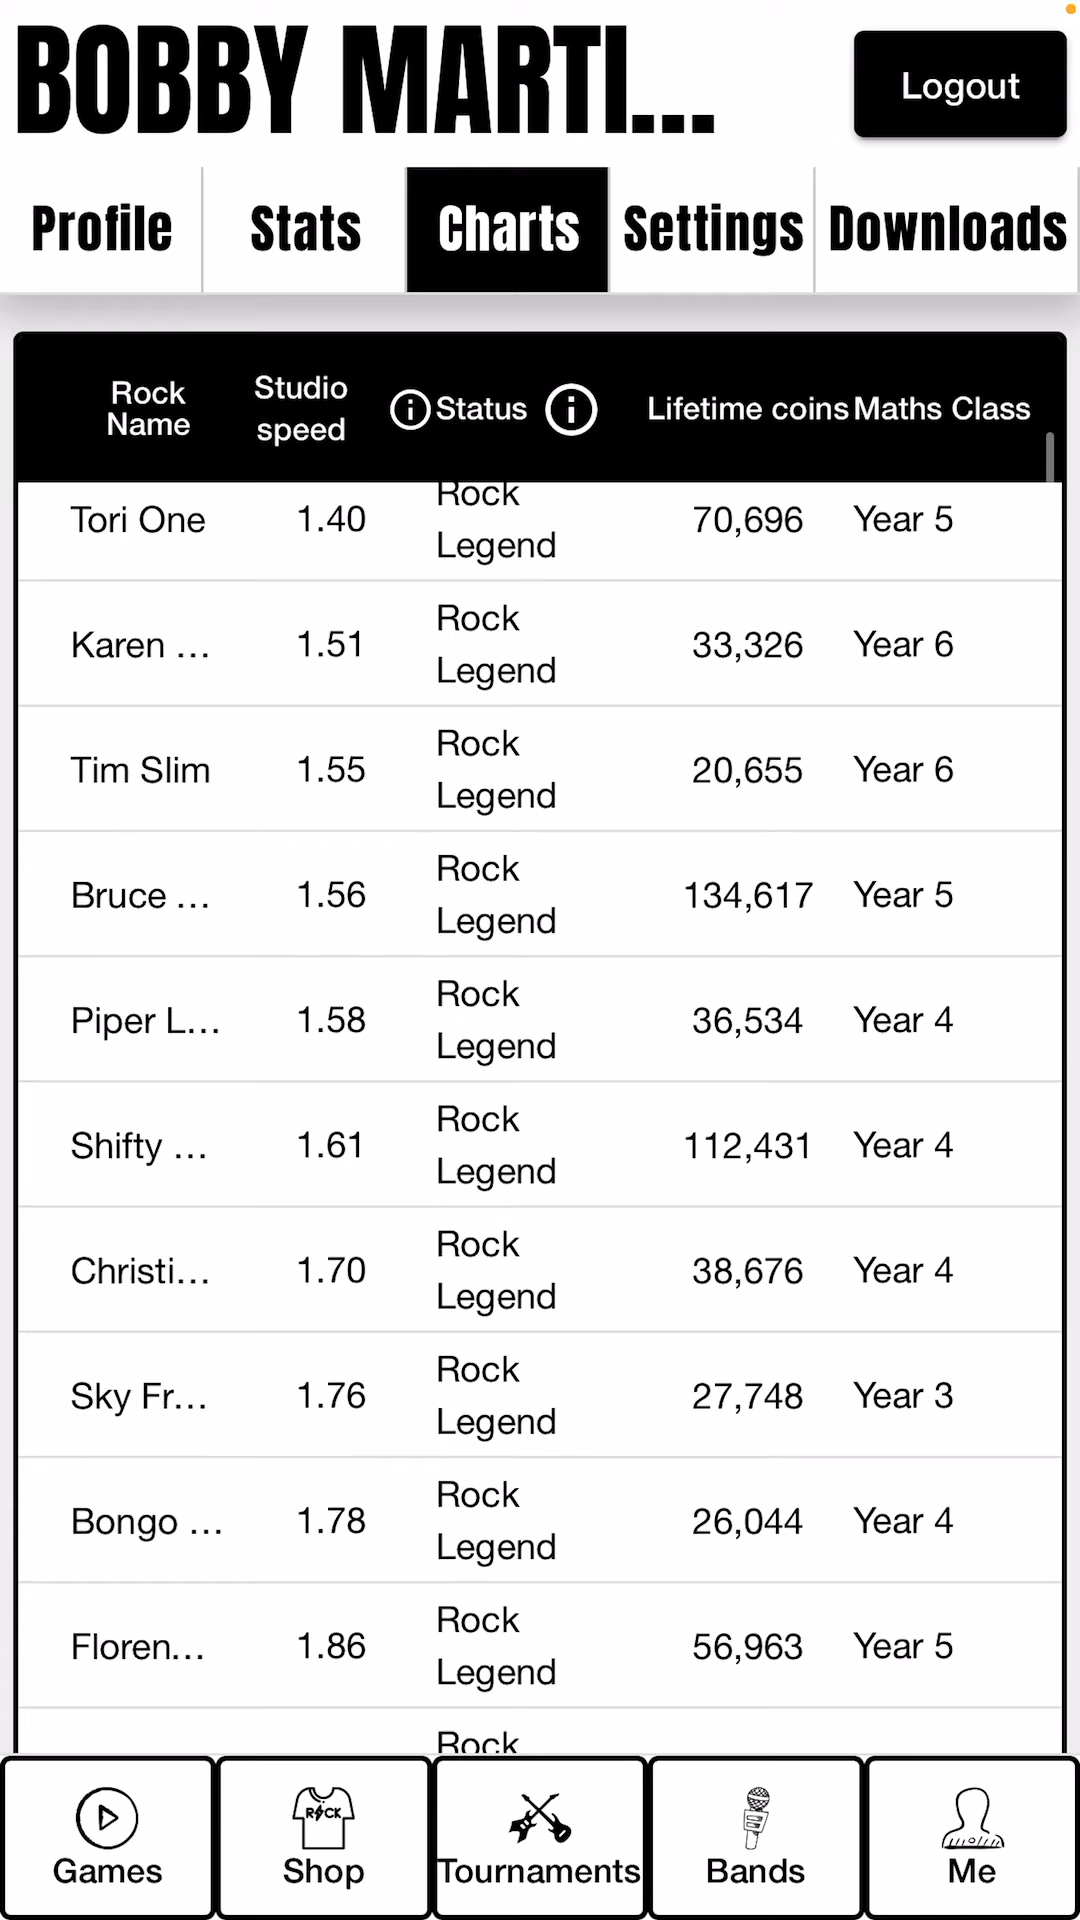 BOBBY MARTI...
Logout
Profile Stats Charts Settings Downloads
Rock Name Studio speed Status Lifetime coins Maths Class
Tori One 1.40 Rock Legend 70,696 Year 5
Karen ... 1.51 Rock Legend 33,326 Year 6
Tim Slim 1.55 Rock Legend 20,655 Year 6
Bruce ... 1.56 Rock Legend 134,617 Year 5
Piper L... 1.58 Rock Legend 36,534 Year 4
Shifty ... 1.61 Rock Legend 112,431 Year 4
Christi... 1.70 Rock Legend 38,676 Year 4
Sky Fr... 1.76 Rock Legend 27,748 Year 3
Bongo ... 1.78 Rock Legend 26,044 Year 4
Floren... 1.86 Rock Legend 56,963 Year 5
Rock
ROCK
Games Shop Tournaments Bands Me